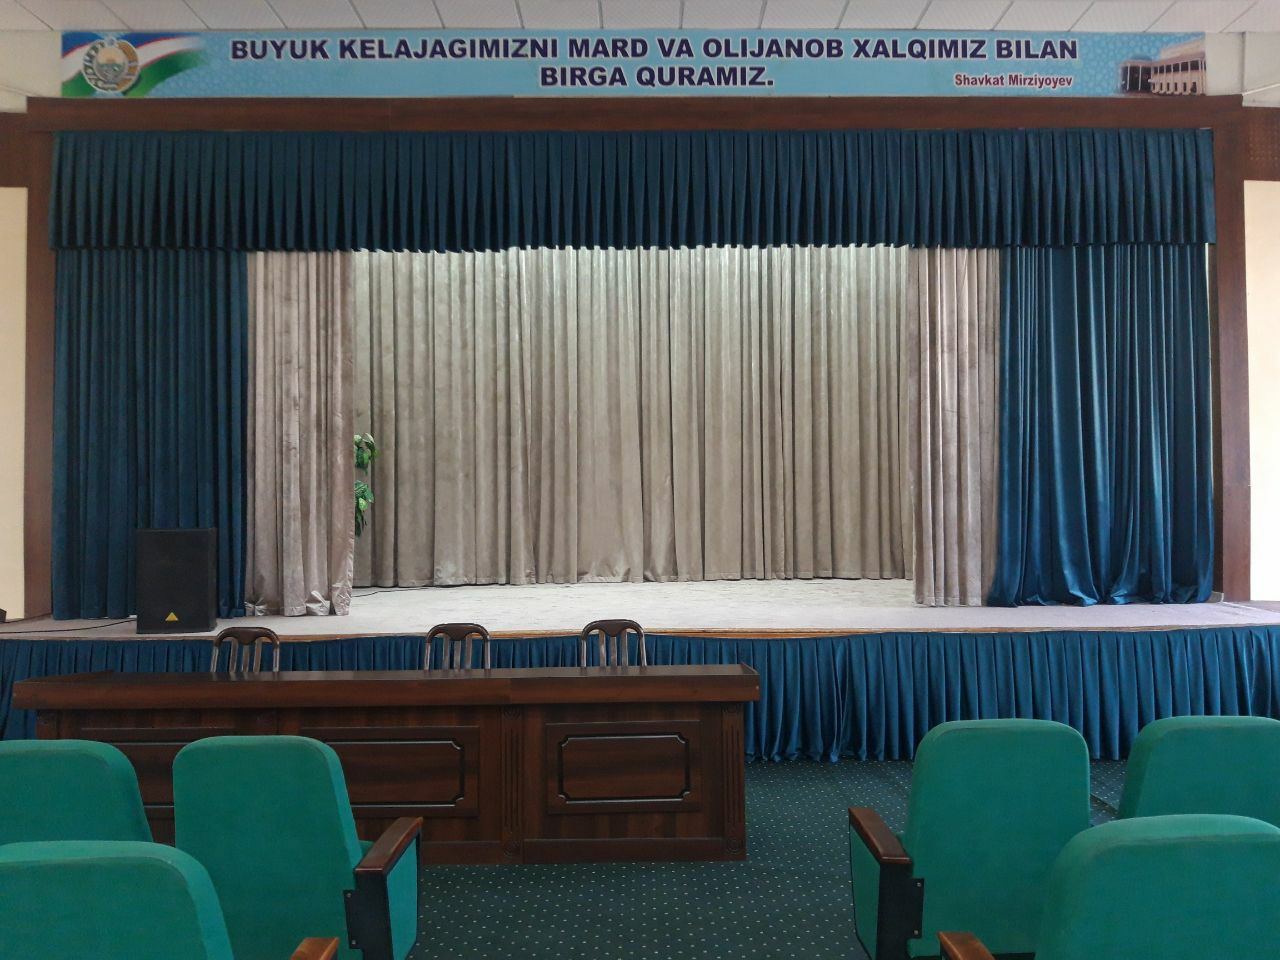 BUYUK KELAJAGIMIZNI MARD VA OLIJANOB XALQIMIZ BILAN
BIRGA QURAMIZ.
Shavkat Mirziyoyev